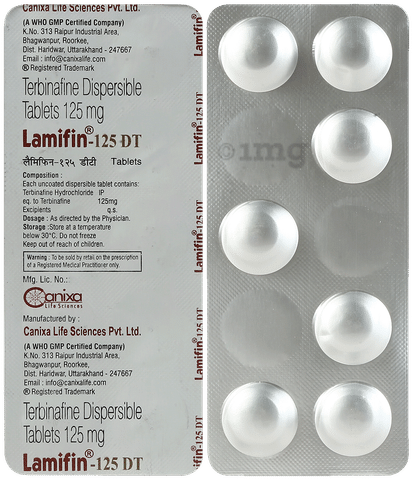 Canixa Life Sciences Pvt. Ltd.
(A WHO GMP Certified Company)
K.No. 313 Raipur Industrial Area,
Bhagwanpur, Roorkee,
Dist. Haridwar, Uttarakhand - 247667
Email : info@canixalife.com
® Registered Trademark
Terbinafine Dispersible
Tablets 125 mg
Lamifin®-125 DT
लैमिफिन-१२५ डीटी Tablets
Composition :
Each uncoated dispersible tablet contains:
Terbinafine Hydrochloride IP
eq. to Terbinafine 125mg
Excipients q.s.
Dosage : As directed by the Physician.
Storage :Store at a temperature
below 30°C. Do not freeze
Keep out of reach of children.
Warning : To be sold by retail on the prescription
of a Registered Medical Practitioner only.
Mfg. Lic. No.:
Canixa
Life Sciences
Manufactured by :
Canixa Life Sciences Pvt. Ltd.
(A WHO GMP Certified Company)
K.No. 313 Raipur Industrial Area,
Bhagwanpur, Roorkee,
Dist. Haridwar, Uttarakhand - 247667
Email : info@canixalife.com
® Registered Trademark
Terbinafine Dispersible
Tablets 125 mg
Lamifin®-125 DT
Lamifin®-125 DT
Lamifin®-125 DT
Lamifin®-125 DT
1mg